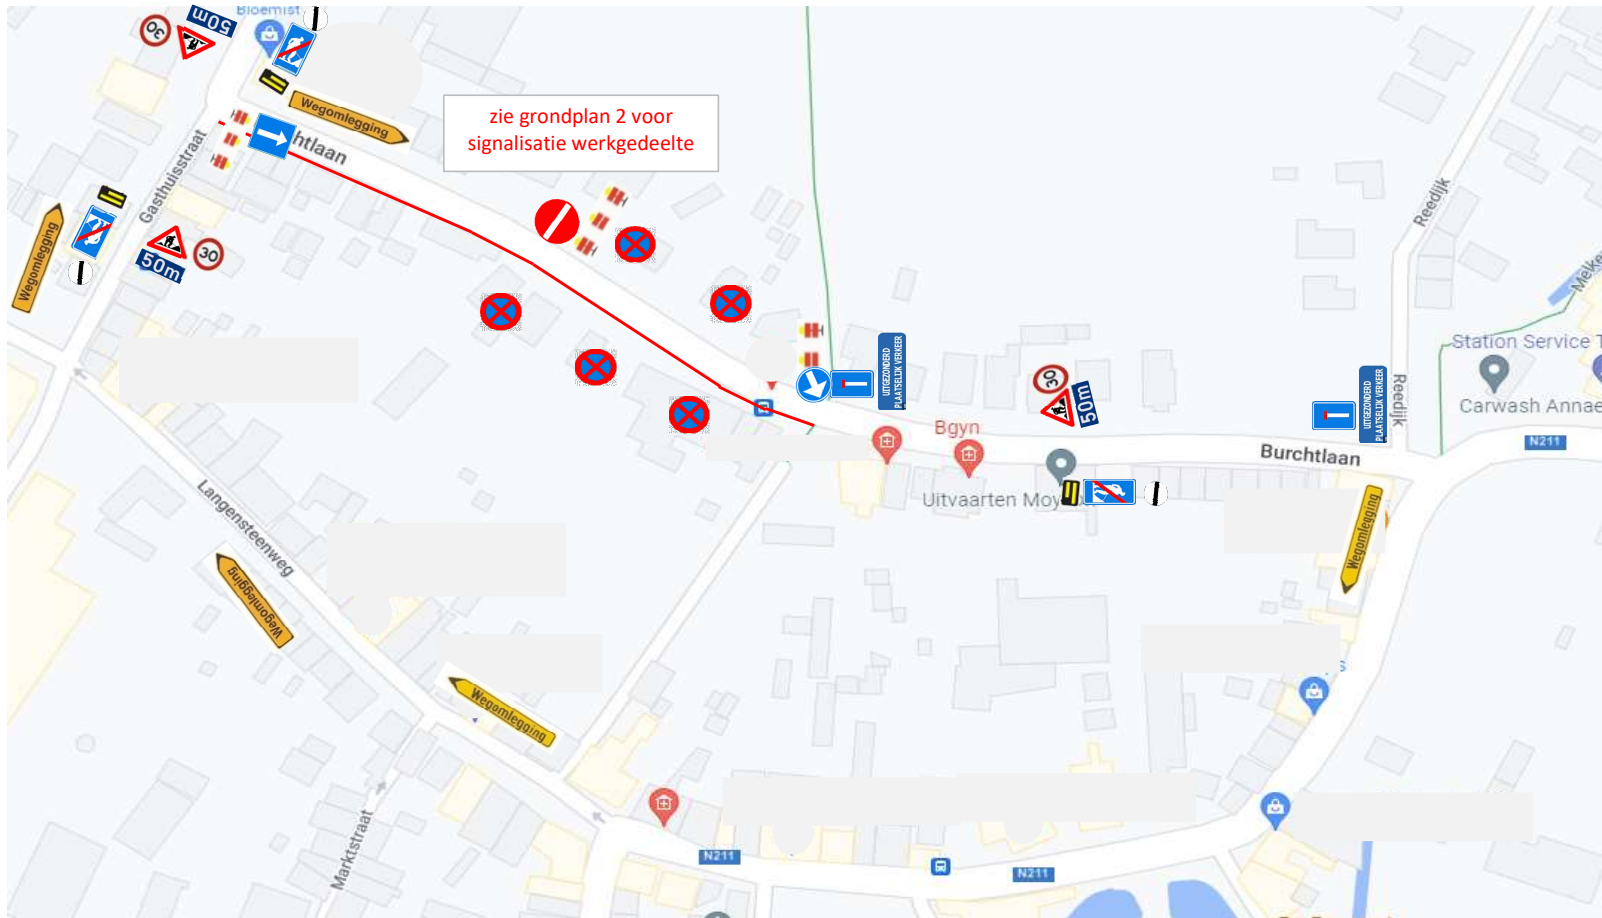 Bloemist
50m
30
Wegomlegging
zie grondplan 2 voor
signalisatie werkgedeelte
htlaan
Gasthuisstraat
Wegomlegging
50m
30
Reedijk
Melke
Station Service T
Carwash Annae
N211
UITGEZONDERD
PLAATSELIJK VERKEER
30
50m
UITGEZONDERD
PLAATSELIJK VERKEER
Reedijk
Bgyn
Burchtlaan
Uitvaarten Moy
Wegomlegging
Langensteenweg
Wegomlegging
Wegomlegging
s
Marktstraat
N211
N211